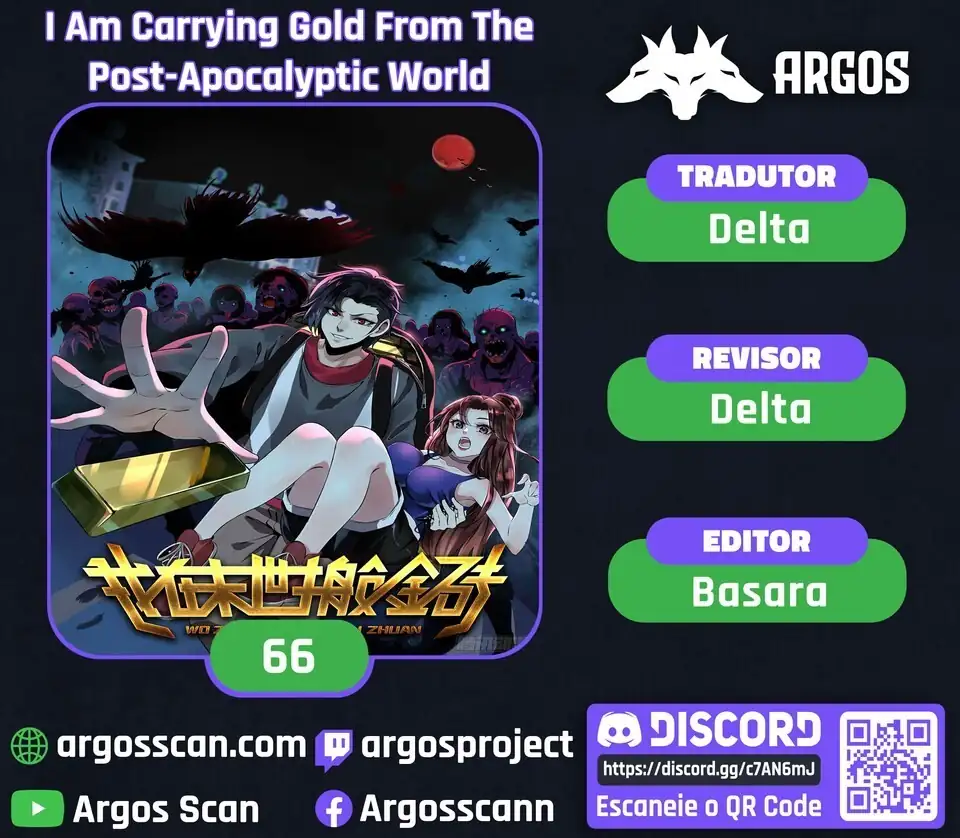 I Am Carrying Gold From The
Post-Apocalyptic World
ARGOS
TRADUTOR
Delta
REVISOR
Delta
EDITOR
Basara
我在末世搬金砖
ZHUAN
66
argosscan.com
argosproject
Argos Scan
Argosscann
DISCORD
https://discord.gg/c7AN6mJ
Escaneie o QR Code